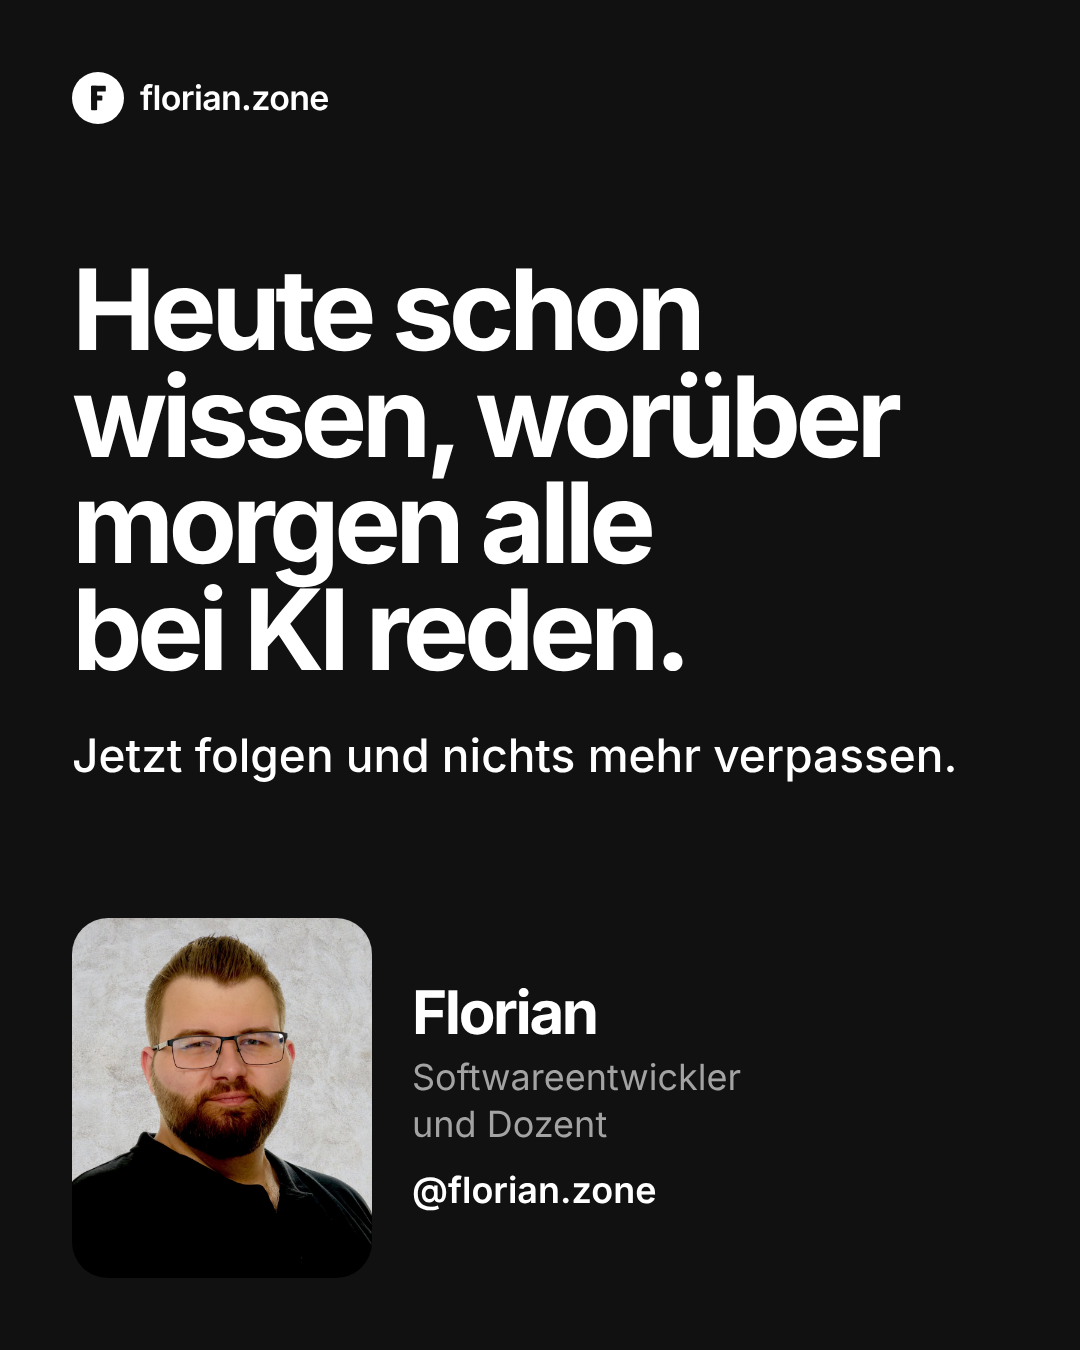 F florian.zone
Heute schon
wissen, worüber
morgen alle
bei KI reden.
Jetzt folgen und nichts mehr verpassen.
Florian
Softwareentwickler
und Dozent
@florian.zone